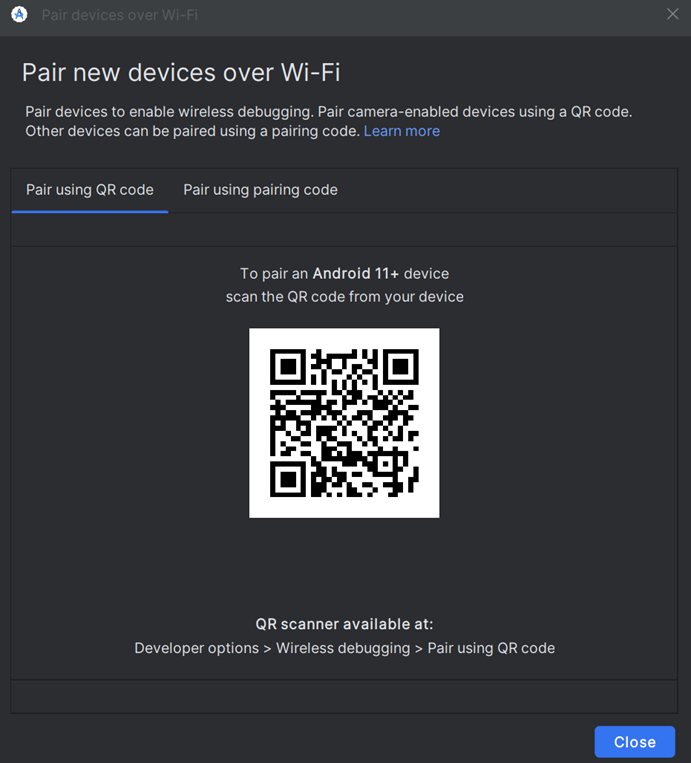 Pair devices over Wi-Fi
Pair new devices over Wi-Fi
Pair devices to enable wireless debugging. Pair camera-enabled devices using a QR code.
Other devices can be paired using a pairing code. Learn more
Pair using QR code
Pair using pairing code
To pair an Android 11+ device
scan the QR code from your device
QR scanner available at:
Developer options > Wireless debugging > Pair using QR code
Close